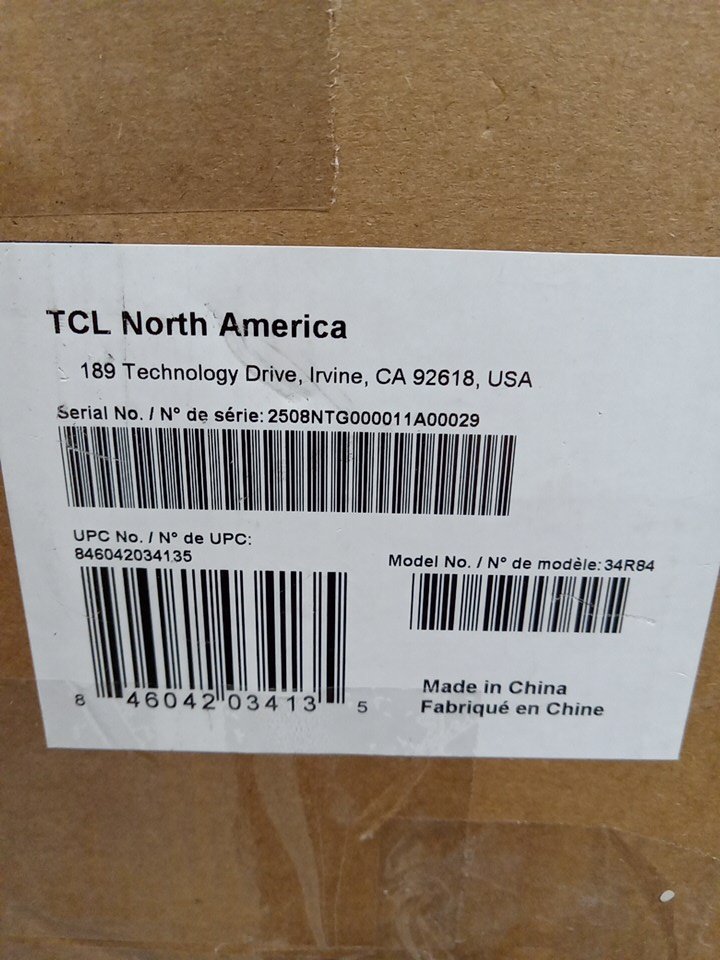 TCL North America
189 Technology Drive, Irvine, CA 92618, USA
Serial No. / N° de série: 2508NTG000011A00029
UPC No. / N° de UPC:
846042034135
Model No. / N° de modèle: 34R84
8 46042 03413 5
Made in China
Fabriqué en Chine